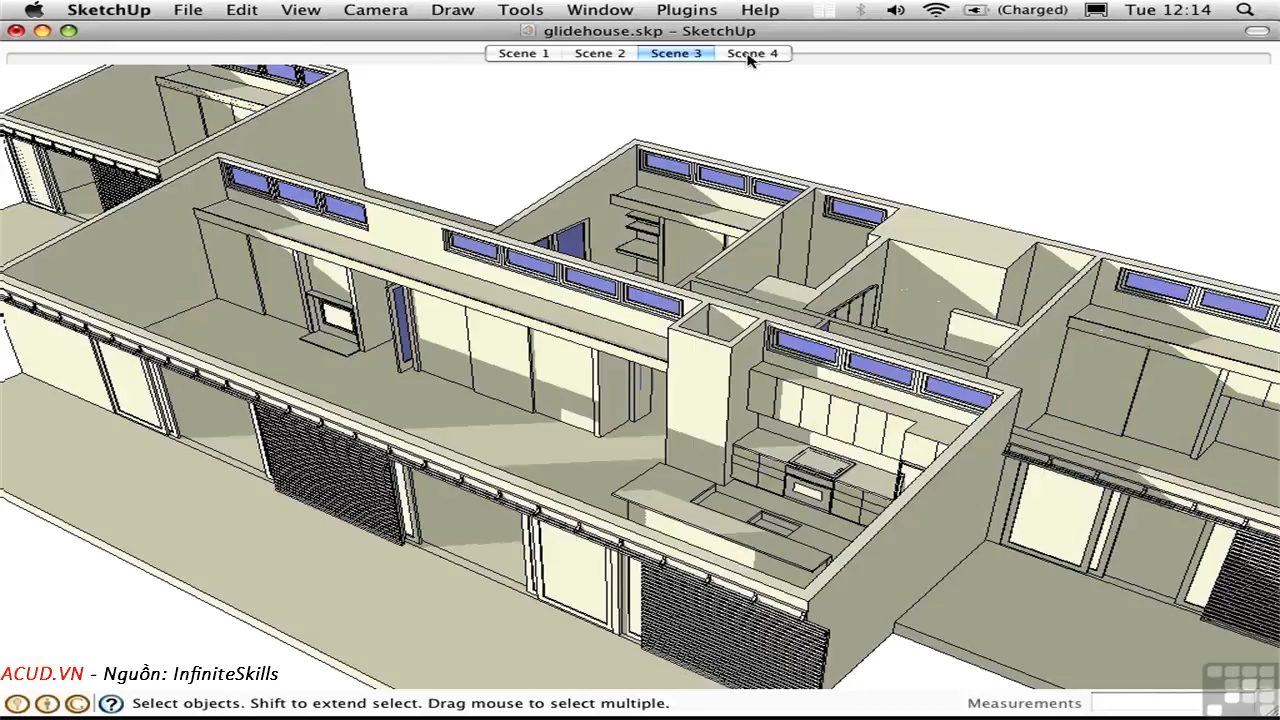 SketchUp File Edit View Camera Draw Tools Window Plugins Help (Charged) Tue 12:14
glidehouse.skp – SketchUp
Scene 1 Scene 2 Scene 3 Scene 4
ACUD.VN - Nguồn: InfiniteSkills
Select objects. Shift to extend select. Drag mouse to select multiple. Measurements